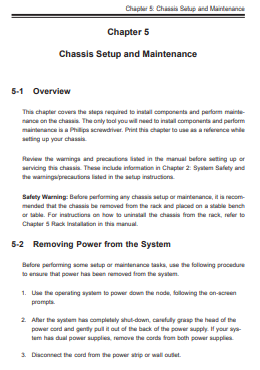 Chapter 5: Chassis Setup and Maintenance
Chapter 5
Chassis Setup and Maintenance
5-1 Overview
This chapter covers the steps required to install components and perform mainte-
nance on the chassis. The only tool you will need to install components and perform
maintenance is a Phillips screwdriver. Print this chapter to use as a reference while
setting up your chassis.
Review the warnings and precautions listed in the manual before setting up or
servicing this chassis. These include information in Chapter 2: System Safety and
the warnings/precautions listed in the setup instructions.
Safety Warning: Before performing any chassis setup or maintenance, it is recom-
mended that the chassis be removed from the rack and placed on a stable bench
or table. For instructions on how to uninstall the chassis from the rack, refer to
Chapter 5 Rack Installation in this manual.
5-2 Removing Power from the System
Before performing some setup or maintenance tasks, use the following procedure
to ensure that power has been removed from the system.
1. Use the operating system to power down the node, following the on-screen
prompts.
2. After the system has completely shut-down, carefully grasp the head of the
power cord and gently pull it out of the back of the power supply. If your sys-
tem has dual power supplies, remove the cords from both power supplies.
3. Disconnect the cord from the power strip or wall outlet.